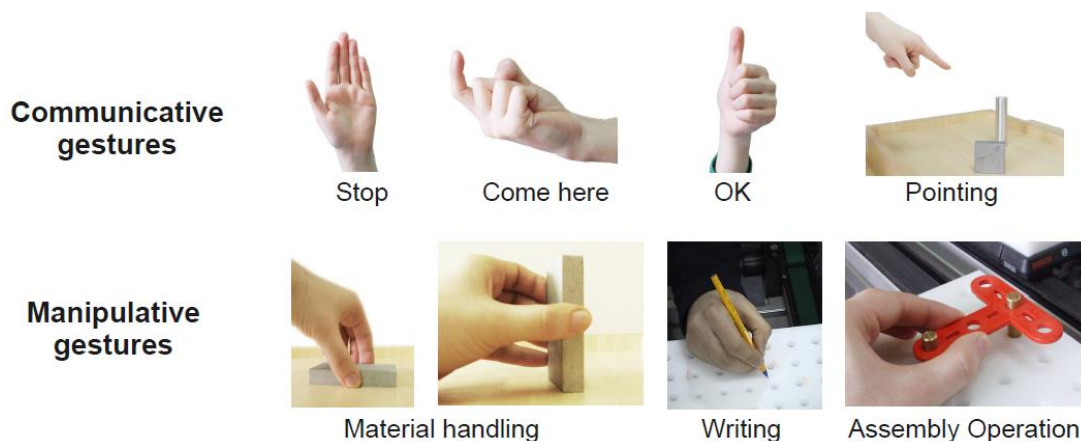 Communicative
gestures
Stop
Come here
OK
Pointing
Manipulative
gestures
Material handling
Writing
Assembly Operation